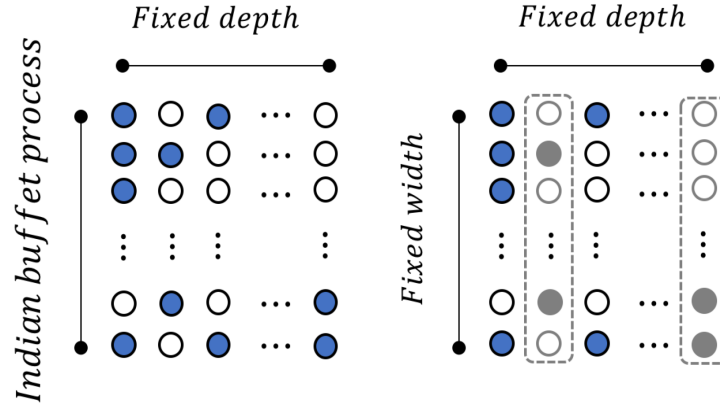 Fixed depth
Fixed depth
Indian buffet process
Fixed width